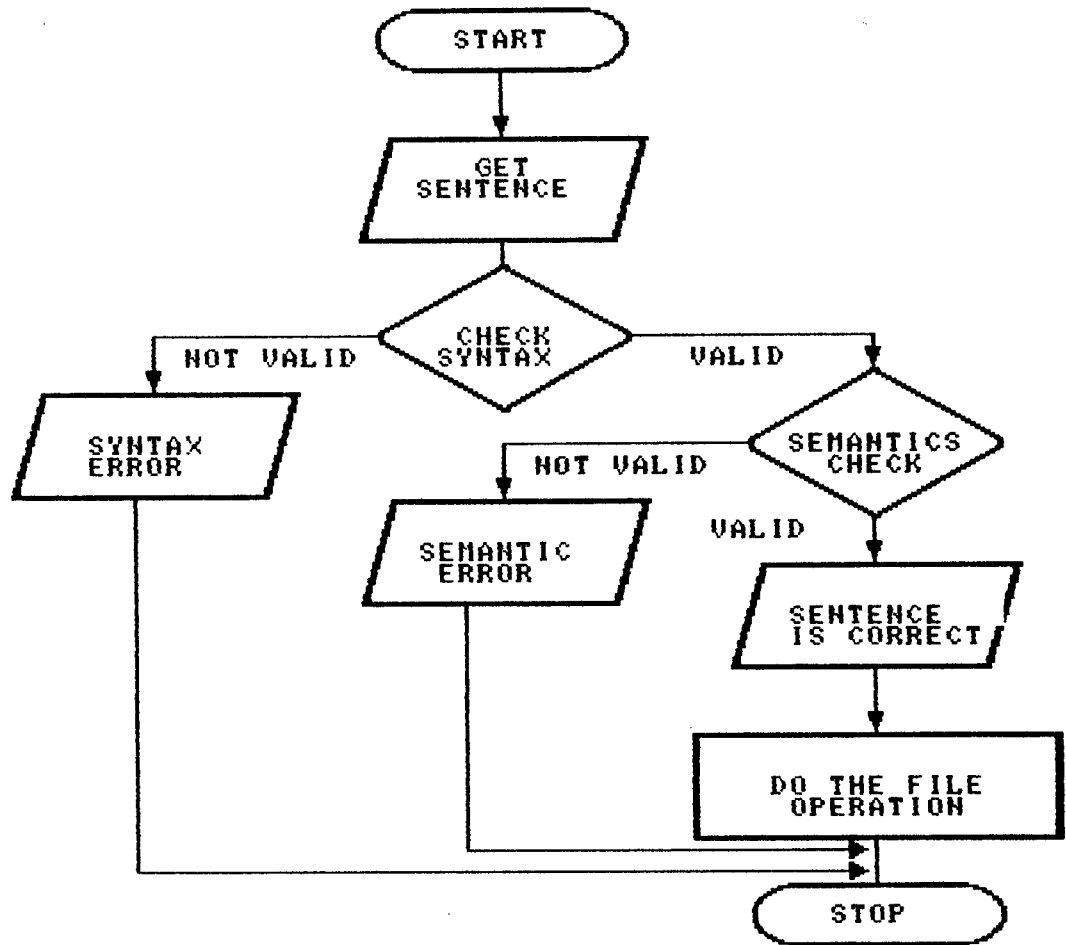 START
GET
SENTENCE
CHECK
SYNTAX
NOT VALID
VALID
SYNTAX
ERROR
SEMANTICS
CHECK
NOT VALID
VALID
SEMANTIC
ERROR
SENTENCE
IS CORRECT
DO THE FILE
OPERATION
STOP